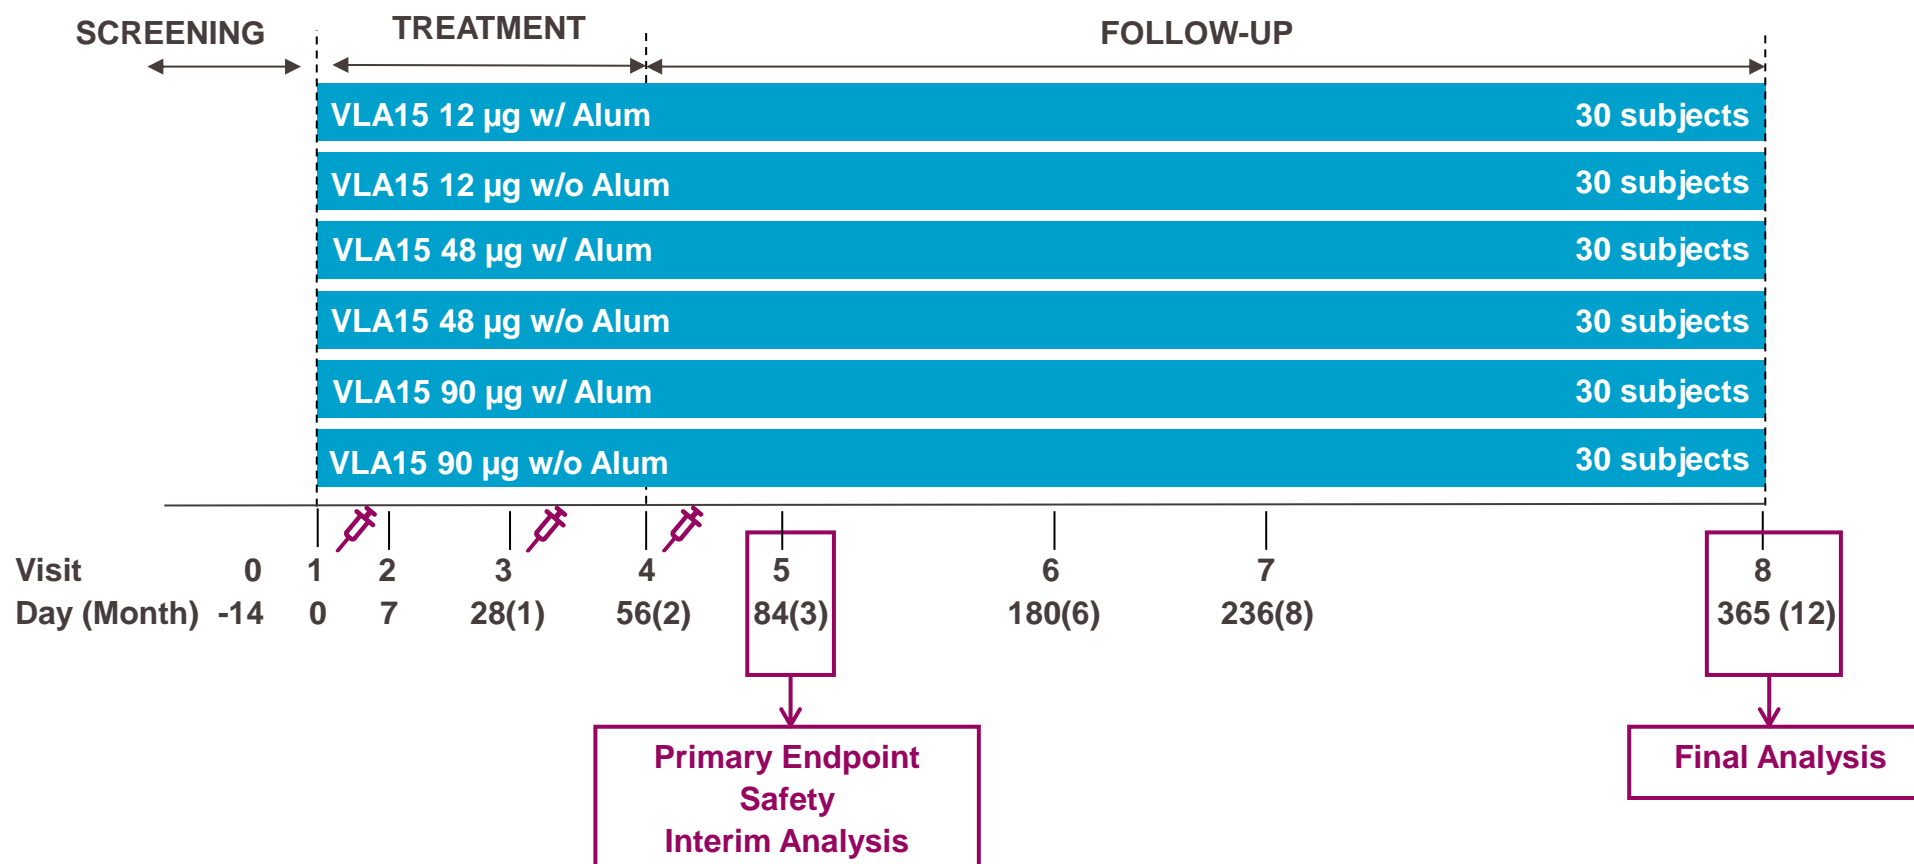 SCREENING TREATMENT FOLLOW-UP
VLA15 12 µg w/ Alum 30 subjects
VLA15 12 µg w/o Alum 30 subjects
VLA15 48 µg w/ Alum 30 subjects
VLA15 48 µg w/o Alum 30 subjects
VLA15 90 µg w/ Alum 30 subjects
VLA15 90 µg w/o Alum 30 subjects
Visit 0 1 2 3 4 5 6 7 8
Day (Month) -14 0 7 28(1) 56(2) 84(3) 180(6) 236(8) 365 (12)
Primary Endpoint
Safety
Interim Analysis
Final Analysis